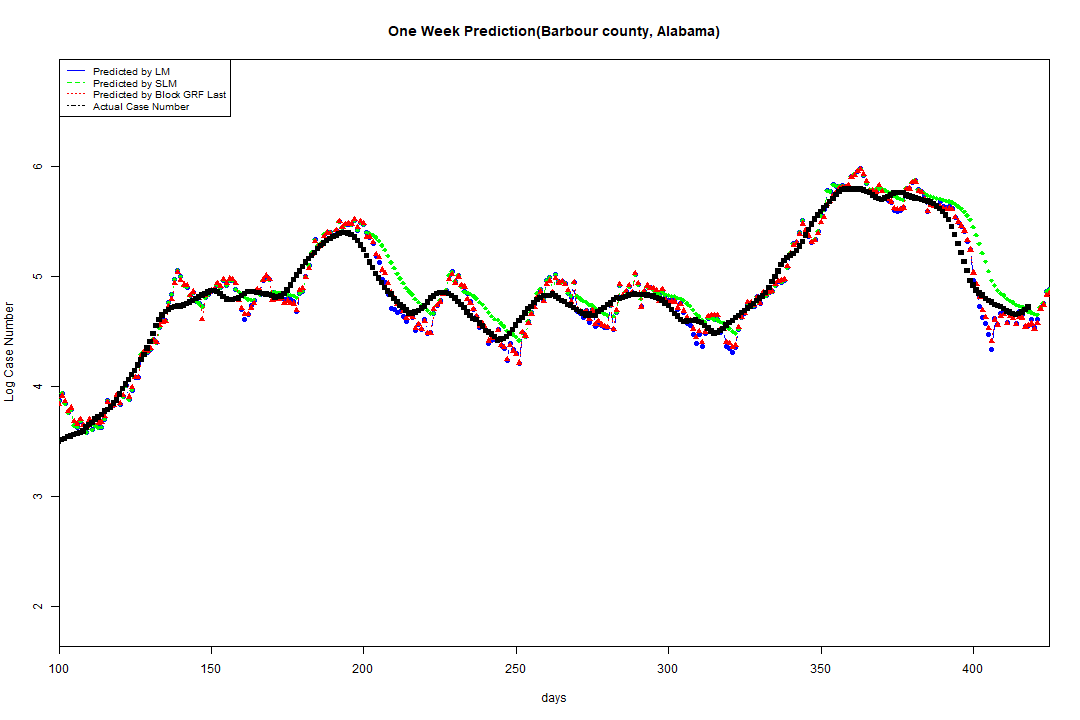 One Week Prediction(Barbour county, Alabama)
Predicted by LM
Predicted by SLM
Predicted by Block GRF Last
Actual Case Number
6
5
4
3
2
Log Case Number
100 150 200 250 300 350 400
days